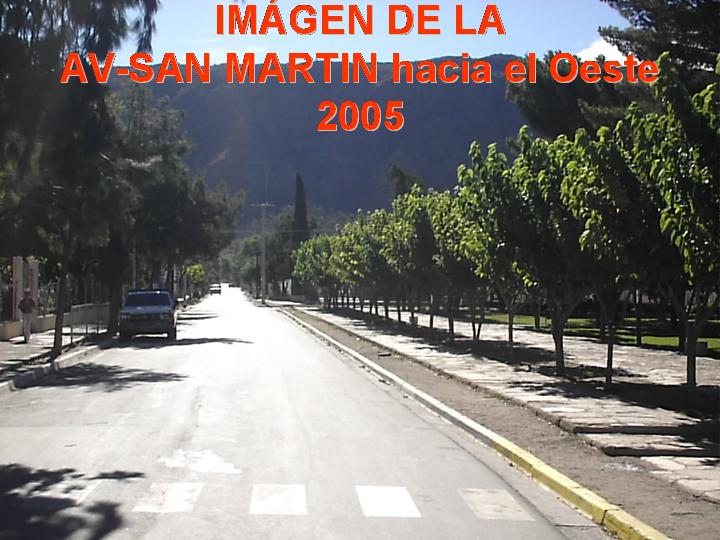 IMÁGEN DE LA
AV-SAN MARTIN hacia el Oeste
2005